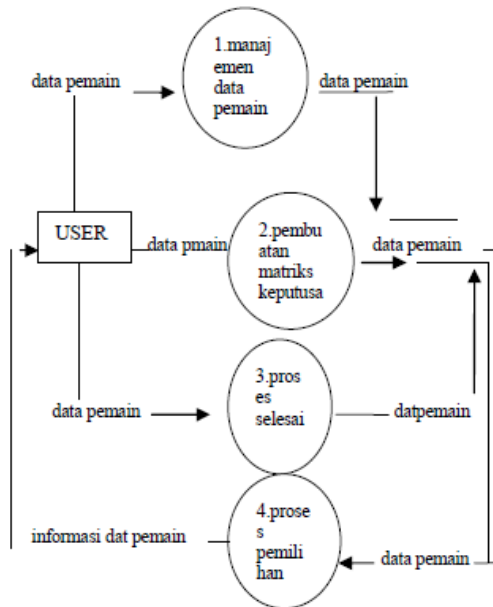 1.manaj
emen
data
pemain
data pemain
data pemain
USER
data pmain
2.pembu
atan
matriks
keputusa
data pemain
3.pros
es
selesai
data pemain
datpemain
4.prose
s
pemili
han
informasi dat pemain
data pemain